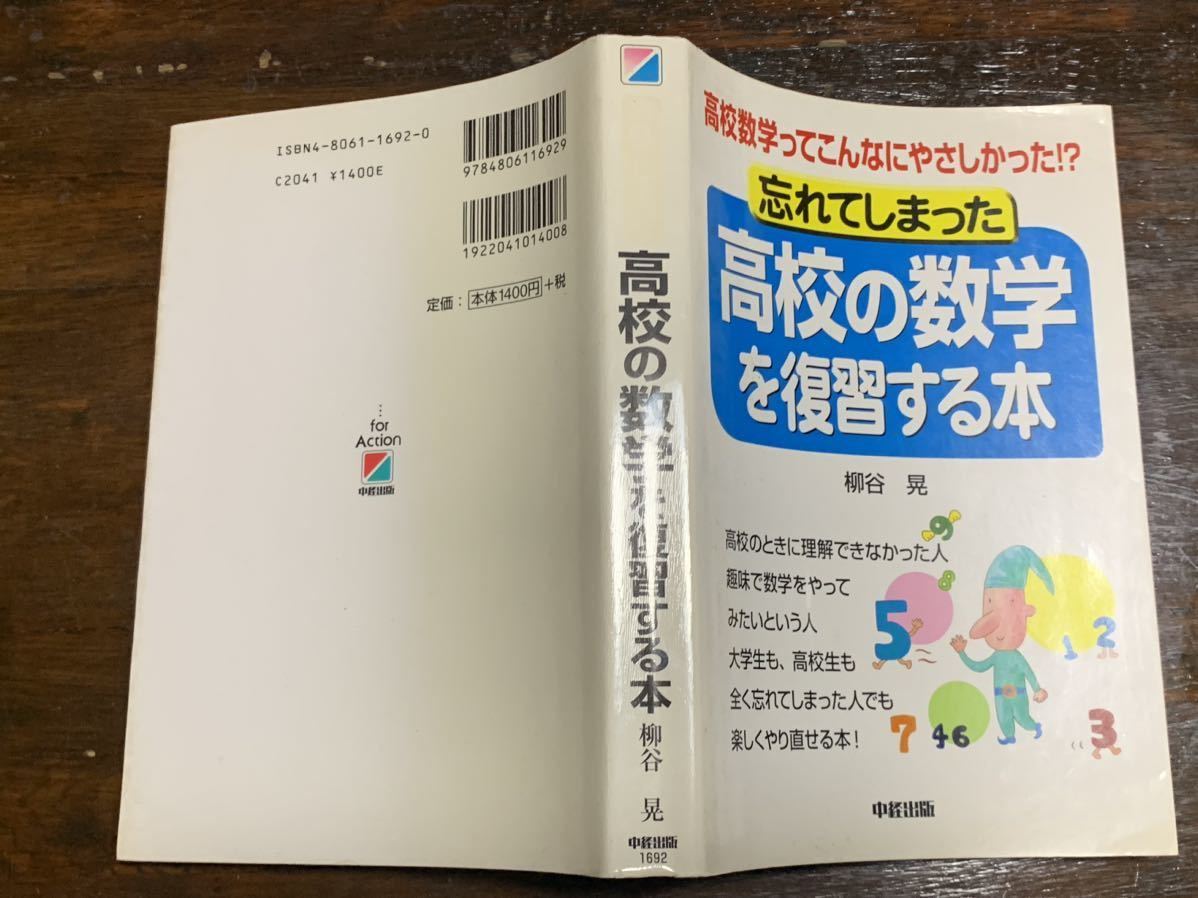 ISBN4-8061-1692-0
C2041 ¥1400E
9784806116929
1922041014008
定価：本体1400円+税
…for
Action
中経出版
高校の数学を復習する本
柳谷 晃
中経出版
1692
高校数学ってこんなにやさしかった!?
忘れてしまった
高校の数学
を復習する本
柳谷 晃
高校のときに理解できなかった人
趣味で数学をやって
みたいという人
大学生も、高校生も
全く忘れてしまった人でも
楽しくやり直せる本!
9
8
5
1 2
7 46
3
中経出版